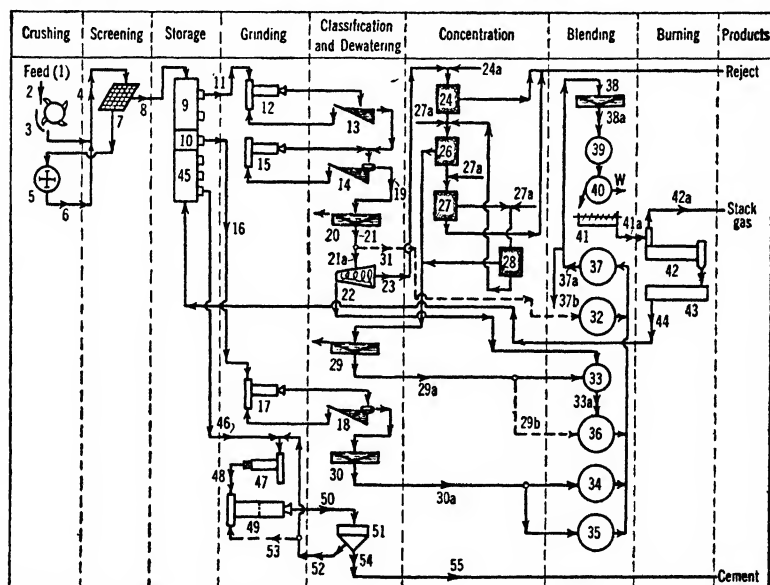 Crushing Screening Storage Grinding Classification and Dewatering Concentration Blending Burning Products
Feed (1)
2
3
4
5
6
7
8
9
10
45
11
12
13
15
14
19
16
20
21
21a
31
22
23
24a
24
27a
26
27a
27
27a
28
38
38a
39
40
W
41
41a
42a
42
43
44
37
37a
37b
32
33
33a
29
29a
29b
36
17
18
30
30a
34
35
46
47
48
49
50
51
52
53
54
55
Reject
Stack gas
Cement